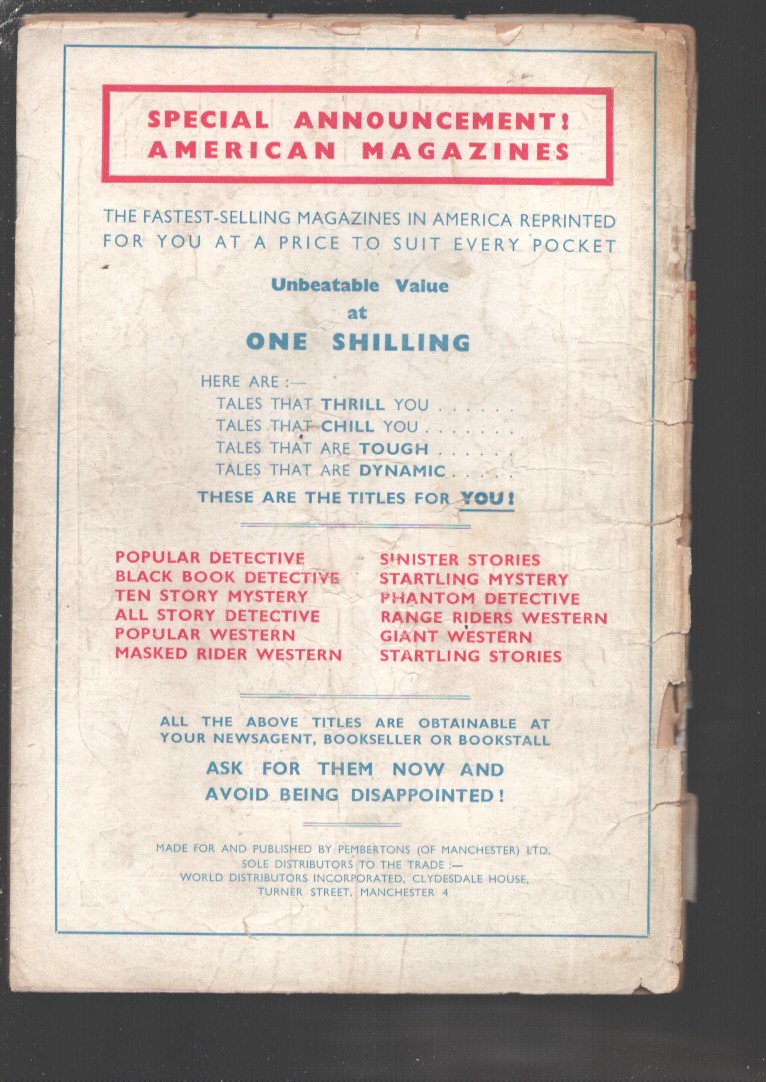 SPECIAL ANNOUNCEMENT!
AMERICAN MAGAZINES
THE FASTEST-SELLING MAGAZINES IN AMERICA REPRINTED
FOR YOU AT A PRICE TO SUIT EVERY POCKET
Unbeatable Value
at
ONE SHILLING
HERE ARE :—
TALES THAT THRILL YOU . . . . . . .
TALES THAT CHILL YOU . . . . . . . .
TALES THAT ARE TOUGH . . . . . . .
TALES THAT ARE DYNAMIC . . . . . .
THESE ARE THE TITLES FOR YOU!
POPULAR DETECTIVE
BLACK BOOK DETECTIVE
TEN STORY MYSTERY
ALL STORY DETECTIVE
POPULAR WESTERN
MASKED RIDER WESTERN
SINISTER STORIES
STARTLING MYSTERY
PHANTOM DETECTIVE
RANGE RIDERS WESTERN
GIANT WESTERN
STARTLING STORIES
ALL THE ABOVE TITLES ARE OBTAINABLE AT
YOUR NEWSAGENT, BOOKSELLER OR BOOKSTALL
ASK FOR THEM NOW AND
AVOID BEING DISAPPOINTED !
MADE FOR AND PUBLISHED BY PEMBERTONS (OF MANCHESTER) LTD.
SOLE DISTRIBUTORS TO THE TRADE :—
WORLD DISTRIBUTORS INCORPORATED, CLYDESDALE HOUSE,
TURNER STREET, MANCHESTER 4